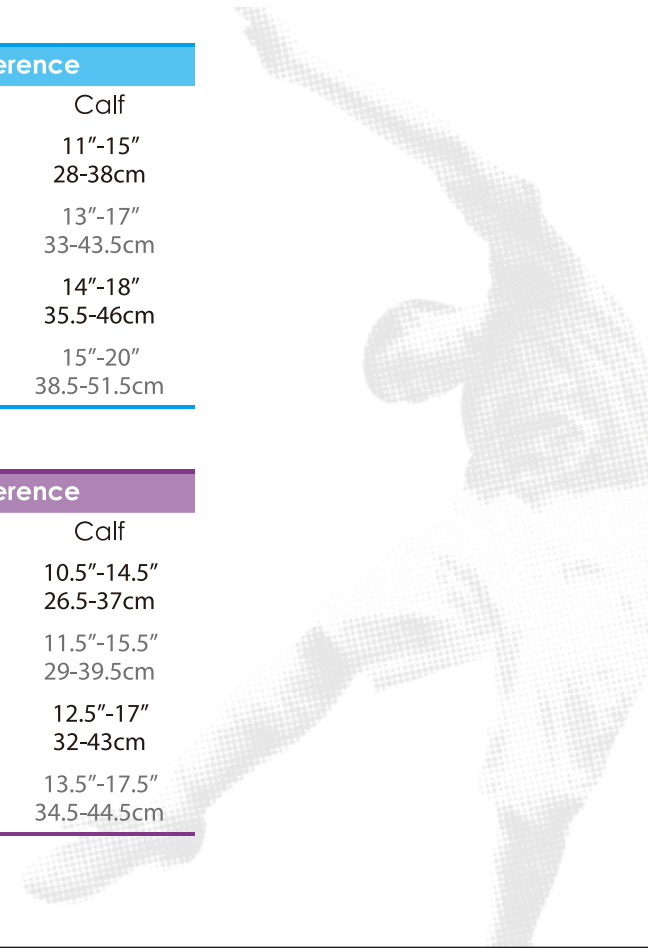 erence
Calf
11”-15”
28-38cm
13”-17”
33-43.5cm
14”-18”
35.5-46cm
15”-20”
38.5-51.5cm
erence
Calf
10.5”-14.5”
26.5-37cm
11.5”-15.5”
29-39.5cm
12.5”-17”
32-43cm
13.5”-17.5”
34.5-44.5cm